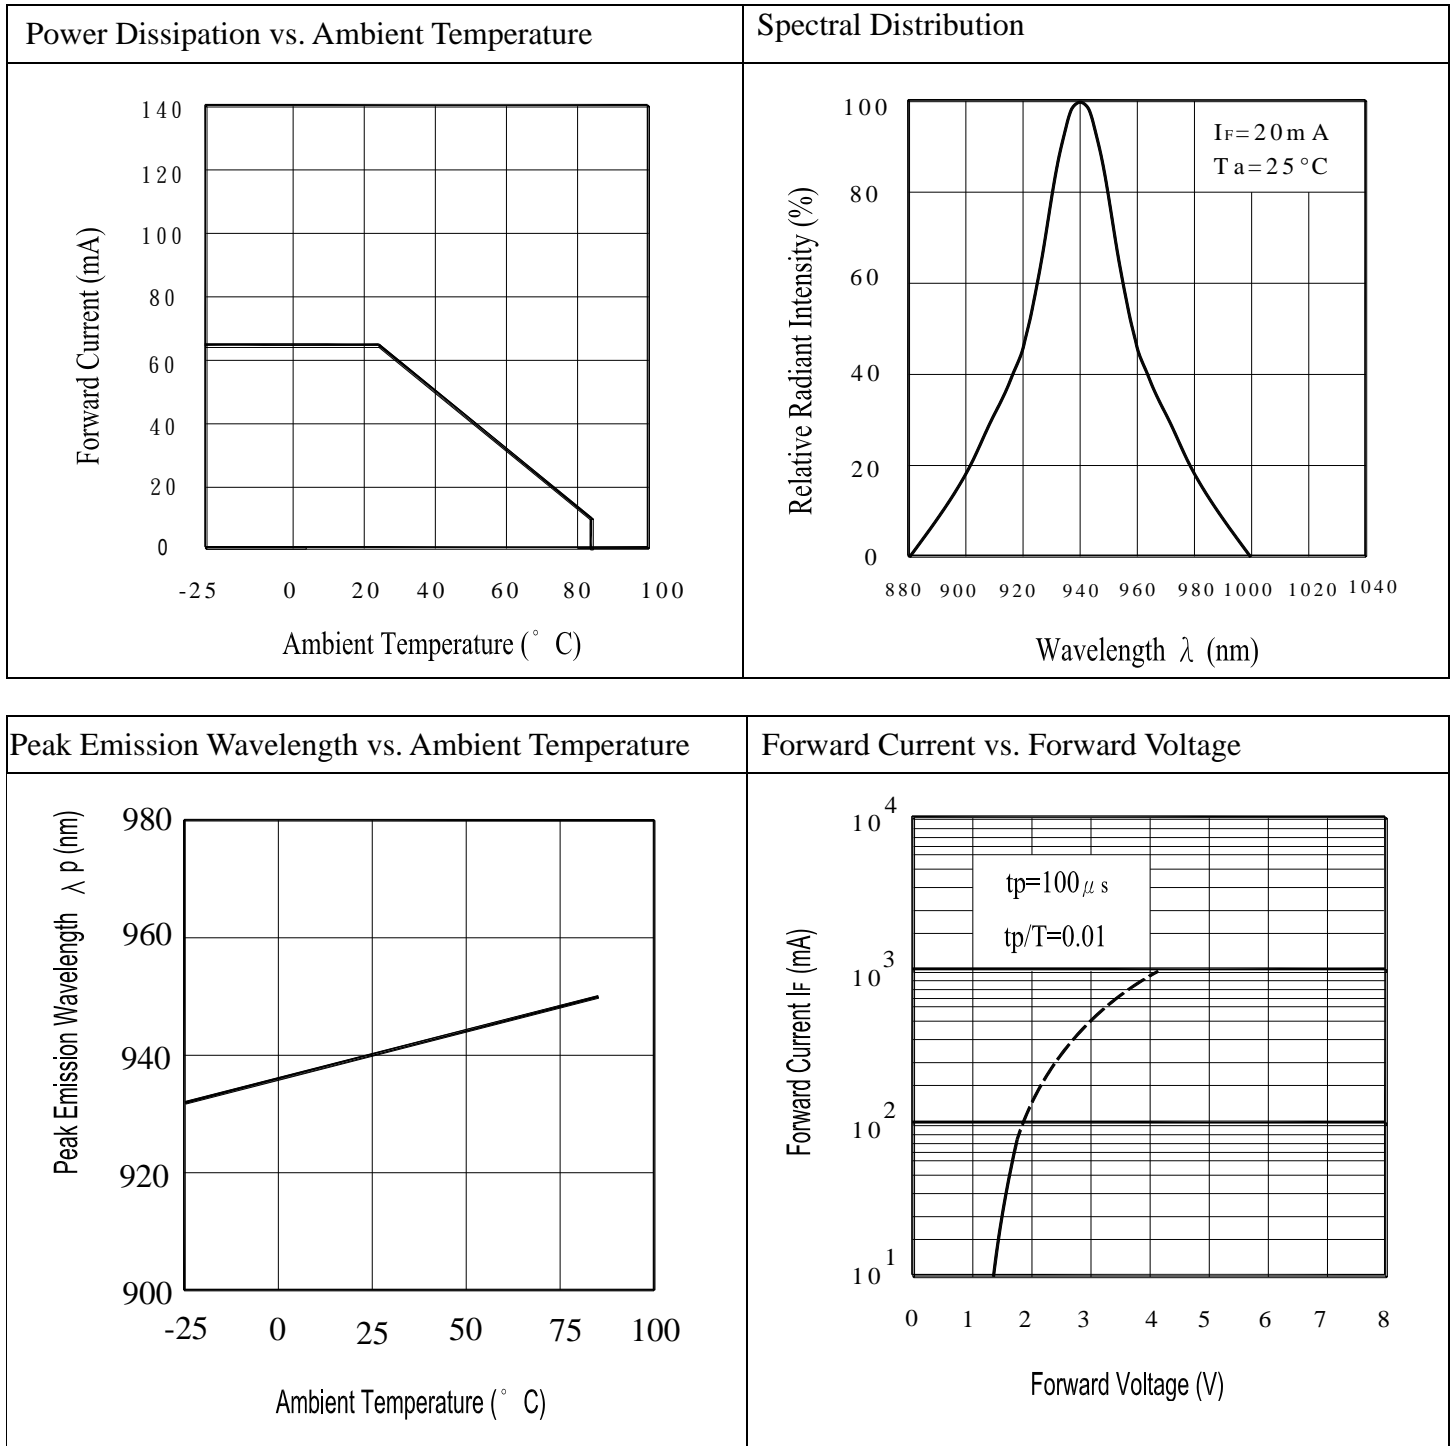 Power Dissipation vs. Ambient Temperature
Forward Current (mA)
140
120
100
80
60
40
20
0
-25 0 20 40 60 80 100
Ambient Temperature (° C)
Spectral Distribution
Relative Radiant Intensity (%)
100
80
60
40
20
0
IF=20mA
Ta=25°C
880 900 920 940 960 980 1000 1020 1040
Wavelength λ (nm)
Peak Emission Wavelength vs. Ambient Temperature
Peak Emission Wavelength λ p (nm)
980
960
940
920
900
-25 0 25 50 75 100
Ambient Temperature (° C)
Forward Current vs. Forward Voltage
Forward Current IF (mA)
10^4
10^3
10^2
10^1
tp=100μs
tp/T=0.01
0 1 2 3 4 5 6 7 8
Forward Voltage (V)